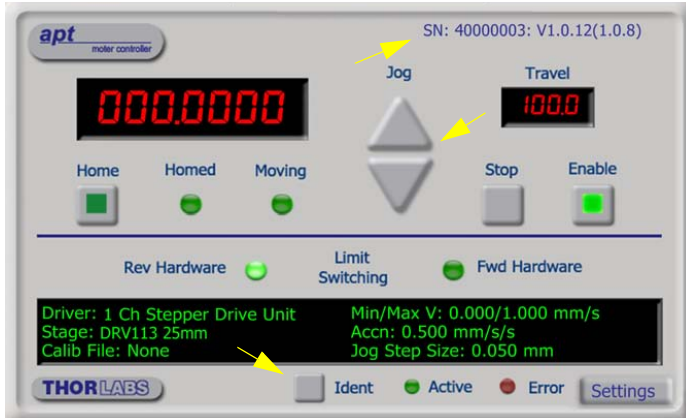 apt
moter controller
SN: 40000003: V1.0.12(1.0.8)
Jog
Travel
000.0000
100.0
Home
Homed
Moving
Stop
Enable
Rev Hardware
Limit
Switching
Fwd Hardware
Driver: 1 Ch Stepper Drive Unit
Stage: DRV113 25mm
Calib File: None
Min/Max V: 0.000/1.000 mm/s
Accn: 0.500 mm/s/s
Jog Step Size: 0.050 mm
THORLABS
Ident
Active
Error
Settings